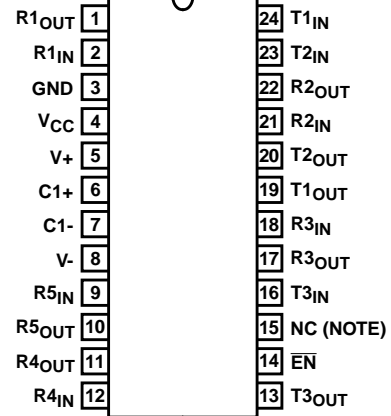 R1OUT 1 24 T1IN
R1IN 2 23 T2IN
GND 3 22 R2OUT
VCC 4 21 R2IN
V+ 5 20 T2OUT
C1+ 6 19 T1OUT
C1- 7 18 R3IN
V- 8 17 R3OUT
R5IN 9 16 T3IN
R5OUT 10 15 NC (NOTE)
R4OUT 11 14 E̅N̅
R4IN 12 13 T3OUT